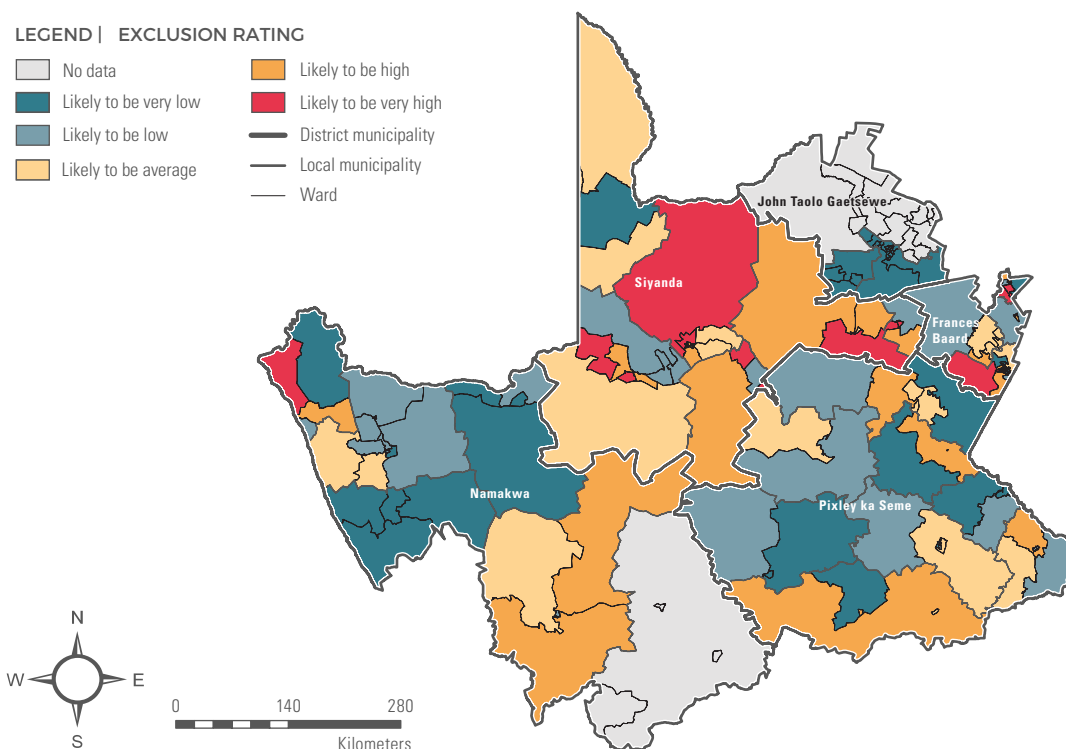 LEGEND | EXCLUSION RATING
No data
Likely to be very low
Likely to be low
Likely to be average
Likely to be high
Likely to be very high
District municipality
Local municipality
Ward
John Taolo Gaetsewe
Siyanda
Frances
Baard
Namakwa
Pixley ka Seme
N
W
E
S
0
140
280
Kilometers